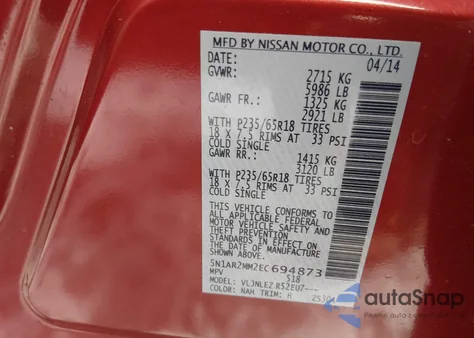 MFD BY NISSAN MOTOR CO., LTD.
DATE: 04/14
GVWR: 2715 KG
5986 LB
GAWR FR.: 1325 KG
2921 LB
WITH P235/65R18 TIRES
18 X 7.5 RIMS AT 33 PSI
COLD SINGLE
GAWR RR.: 1415 KG
3120 LB
WITH P235/65R18 TIRES
18 X 7.5 RIMS AT 33 PSI
COLD SINGLE
THIS VEHICLE CONFORMS TO
ALL APPLICABLE FEDERAL
MOTOR VEHICLE SAFETY AND
THEFT PREVENTION
STANDARDS IN EFFECT ON
THE DATE OF MANUFACTURE
SHOWN ABOVE.
5N1AR2MM2EC694873
MPV S18
MODEL:
COLOR: NAH TRIM: H
autoSnap